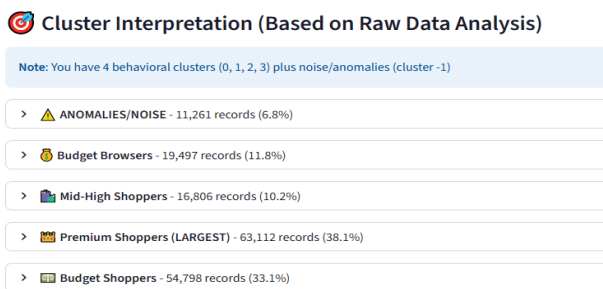 Cluster Interpretation (Based on Raw Data Analysis)
Note: You have 4 behavioral clusters (0, 1, 2, 3) plus noise/anomalies (cluster -1)
ANOMALIES/NOISE - 11,261 records (6.8%)
Budget Browsers - 19,497 records (11.8%)
Mid-High Shoppers - 16,806 records (10.2%)
Premium Shoppers (LARGEST) - 63,112 records (38.1%)
Budget Shoppers - 54,798 records (33.1%)